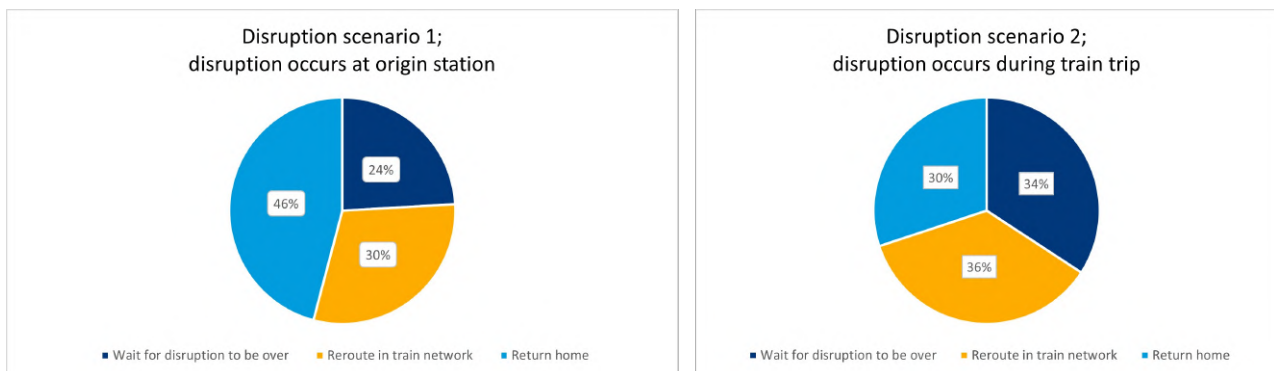 Disruption scenario 1;
disruption occurs at origin station
24%
46%
30%
Wait for disruption to be over
Reroute in train network
Return home
Disruption scenario 2;
disruption occurs during train trip
30%
34%
36%
Wait for disruption to be over
Reroute in train network
Return home